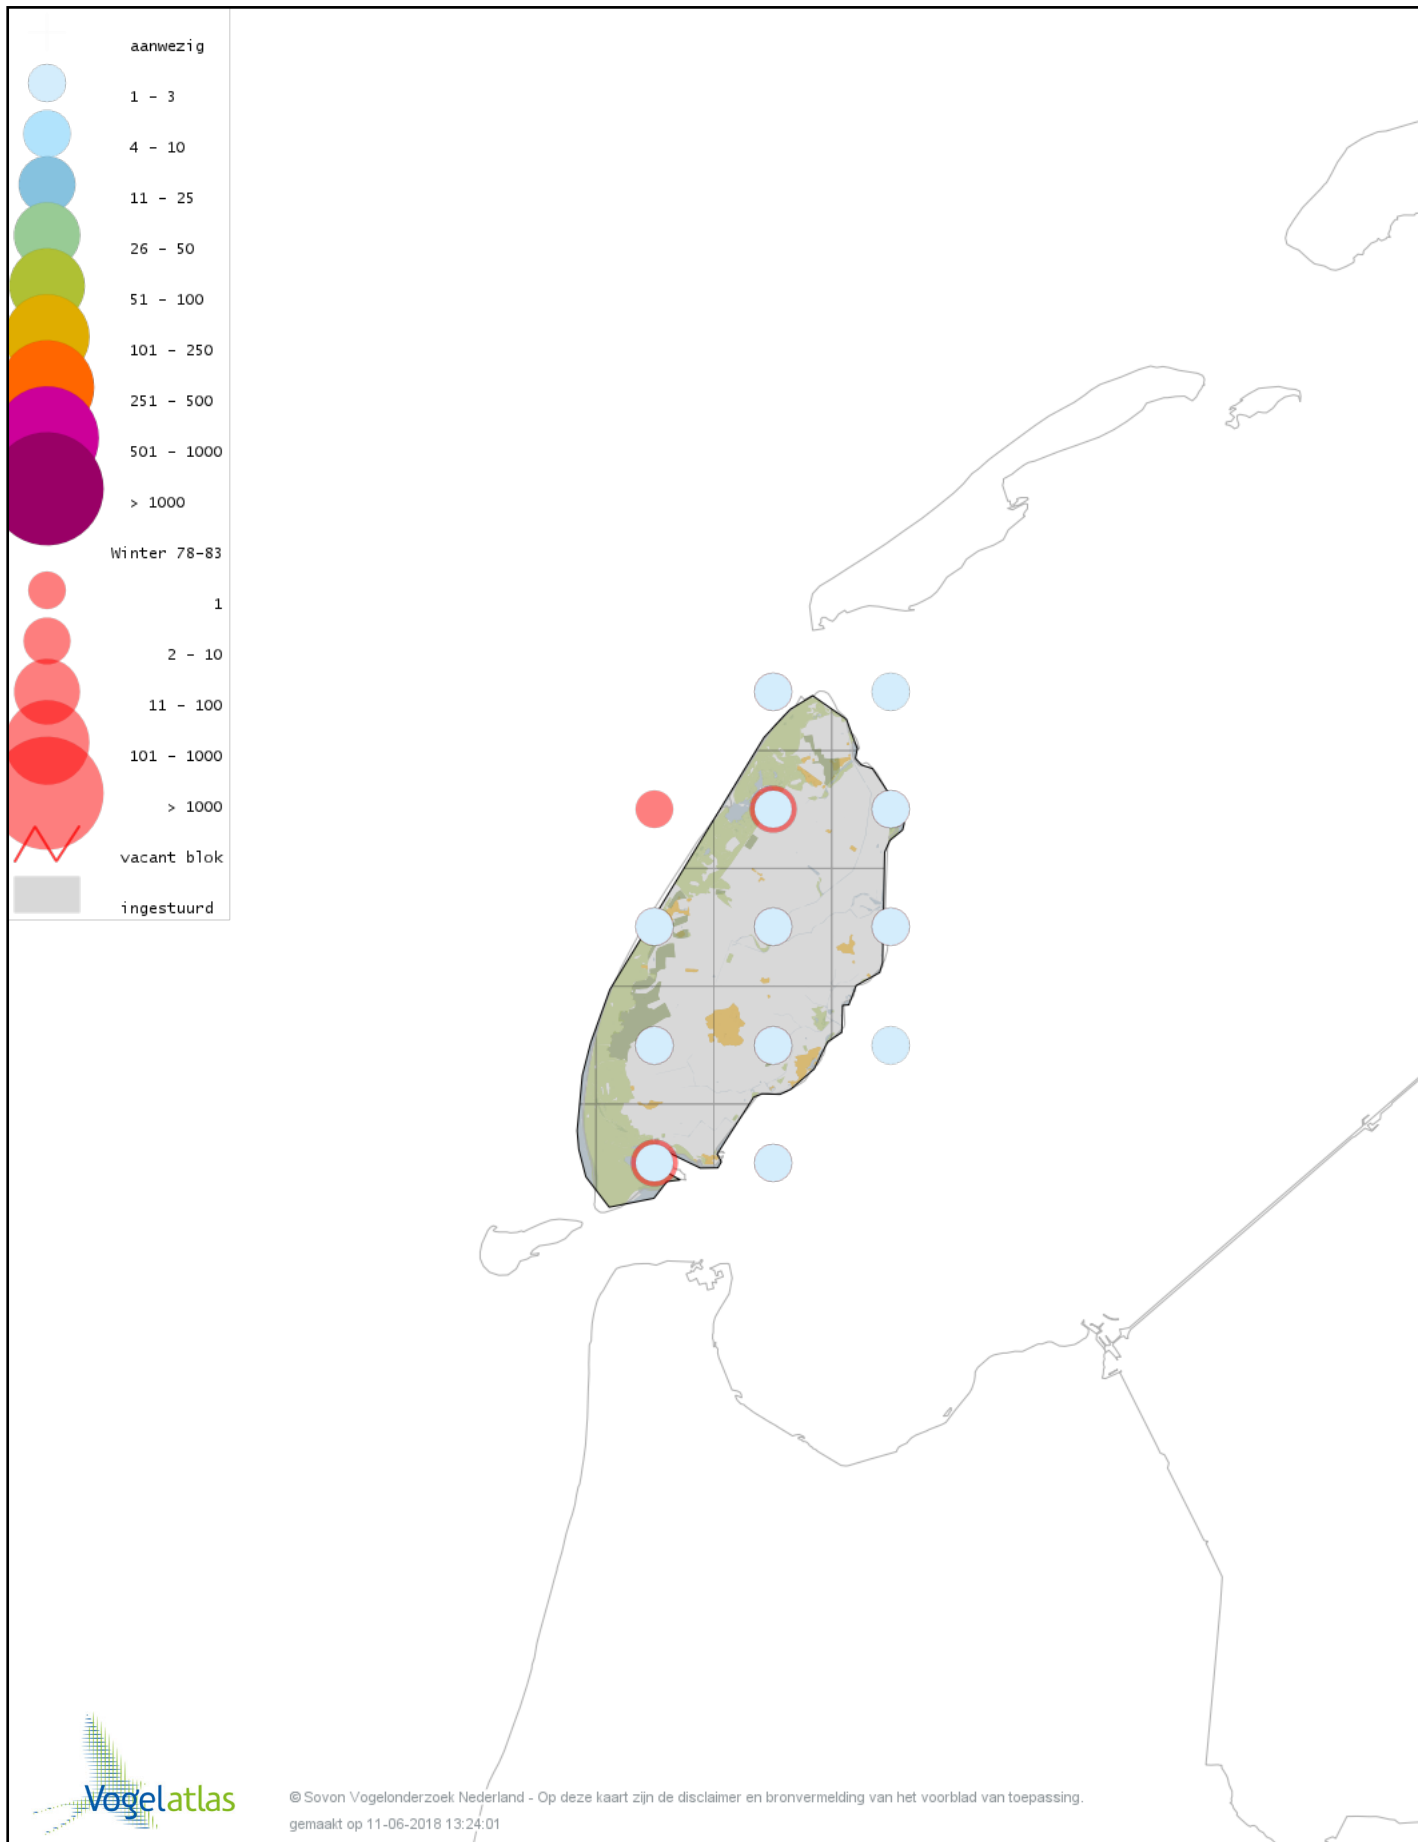 aanwezig
1 - 3
4 - 10
11 - 25
26 - 50
51 - 100
101 - 250
251 - 500
501 - 1000
> 1000
Winter 78-83
1
2 - 10
11 - 100
101 - 1000
> 1000
vacant blok
ingestuurd
Vogelatlas
© Sovon Vogelonderzoek Nederland - Op deze kaart zijn de disclaimer en bronvermelding van het voorblad van toepassing.
gemaakt op 11-06-2018 13:24:01